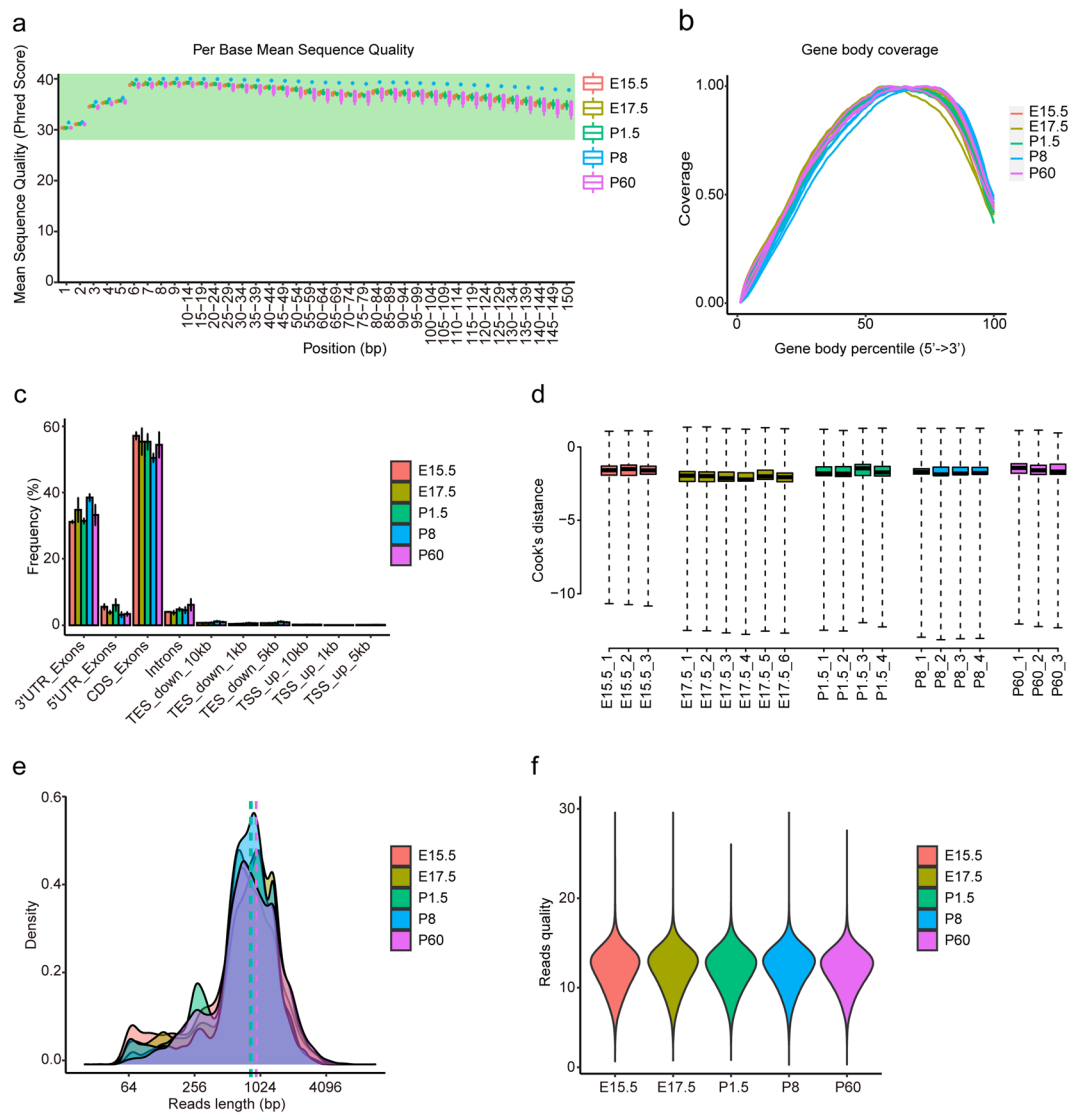 a
Per Base Mean Sequence Quality
Mean Sequence Quality (Phred Score)
40
30
40
20
0
1
2
3
4
5
6
7
8
9
10−14
15−19
20−24
25−29
30−34
35−39
40−44
45−49
50−54
55−59
60−64
65−69
70−74
75−79
80−84
85−89
90−94
95−99
100−104
105−109
110−114
115−119
120−124
125−129
130−134
135−139
140−144
145−149
150
Position (bp)
E15.5
E17.5
P1.5
P8
P60
b
Gene body coverage
Coverage
1.00
0.50
0.00
0
50
100
Gene body percentile (5'->3')
E15.5
E17.5
P1.5
P8
P60
c
Frequency (%)
60
40
20
0
3'UTR_Exons
5'UTR_Exons
CDS_Exons
Introns
TES_down_10kb
TES_down_1kb
TES_down_5kb
TSS_up_10kb
TSS_up_1kb
TSS_up_5kb
E15.5
E17.5
P1.5
P8
P60
d
Cook's distance
0
−5
−10
E15.5_1
E15.5_2
E15.5_3
E17.5_1
E17.5_2
E17.5_3
E17.5_4
E17.5_5
E17.5_6
P1.5_1
P1.5_2
P1.5_3
P1.5_4
P8_1
P8_2
P8_3
P8_4
P60_1
P60_2
P60_3
e
Density
0.6
0.4
0.2
0.0
64
256
1024
4096
Reads length (bp)
E15.5
E17.5
P1.5
P8
P60
f
Reads quality
30
20
10
0
E15.5
E17.5
P1.5
P8
P60
E15.5
E17.5
P1.5
P8
P60